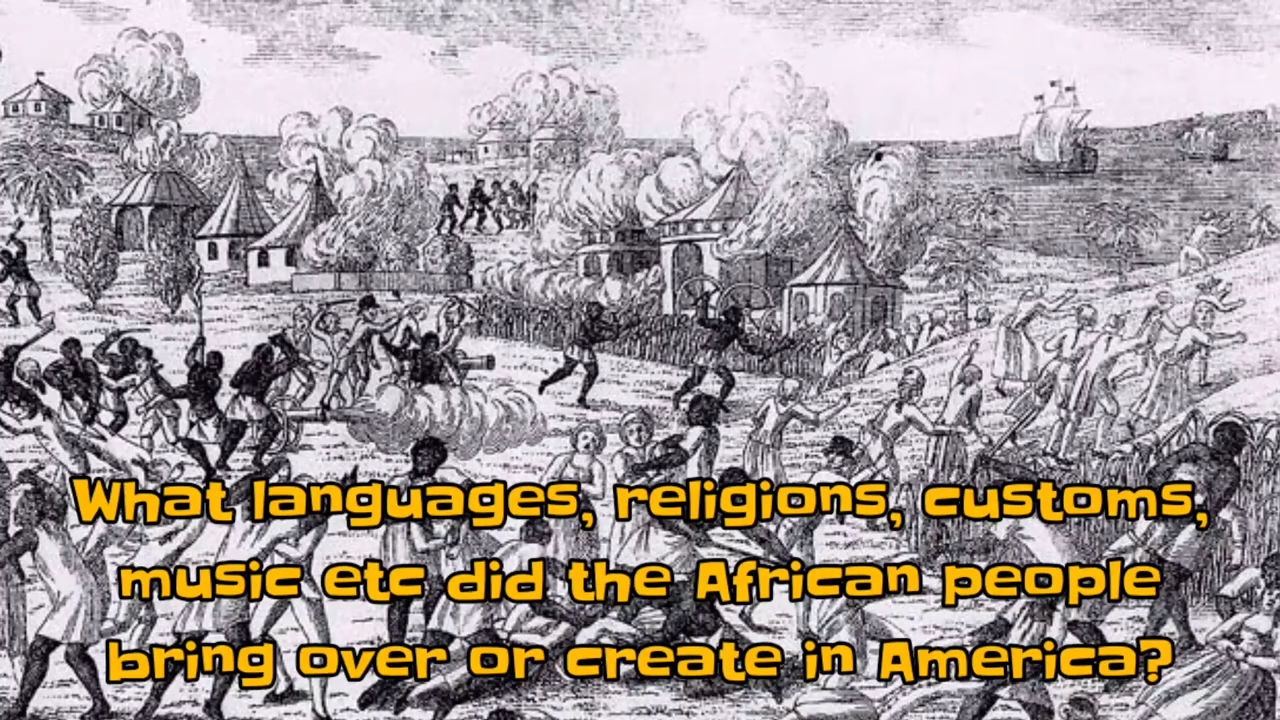 What languages, religions, customs,
music etc did the African people
bring over or create in America?